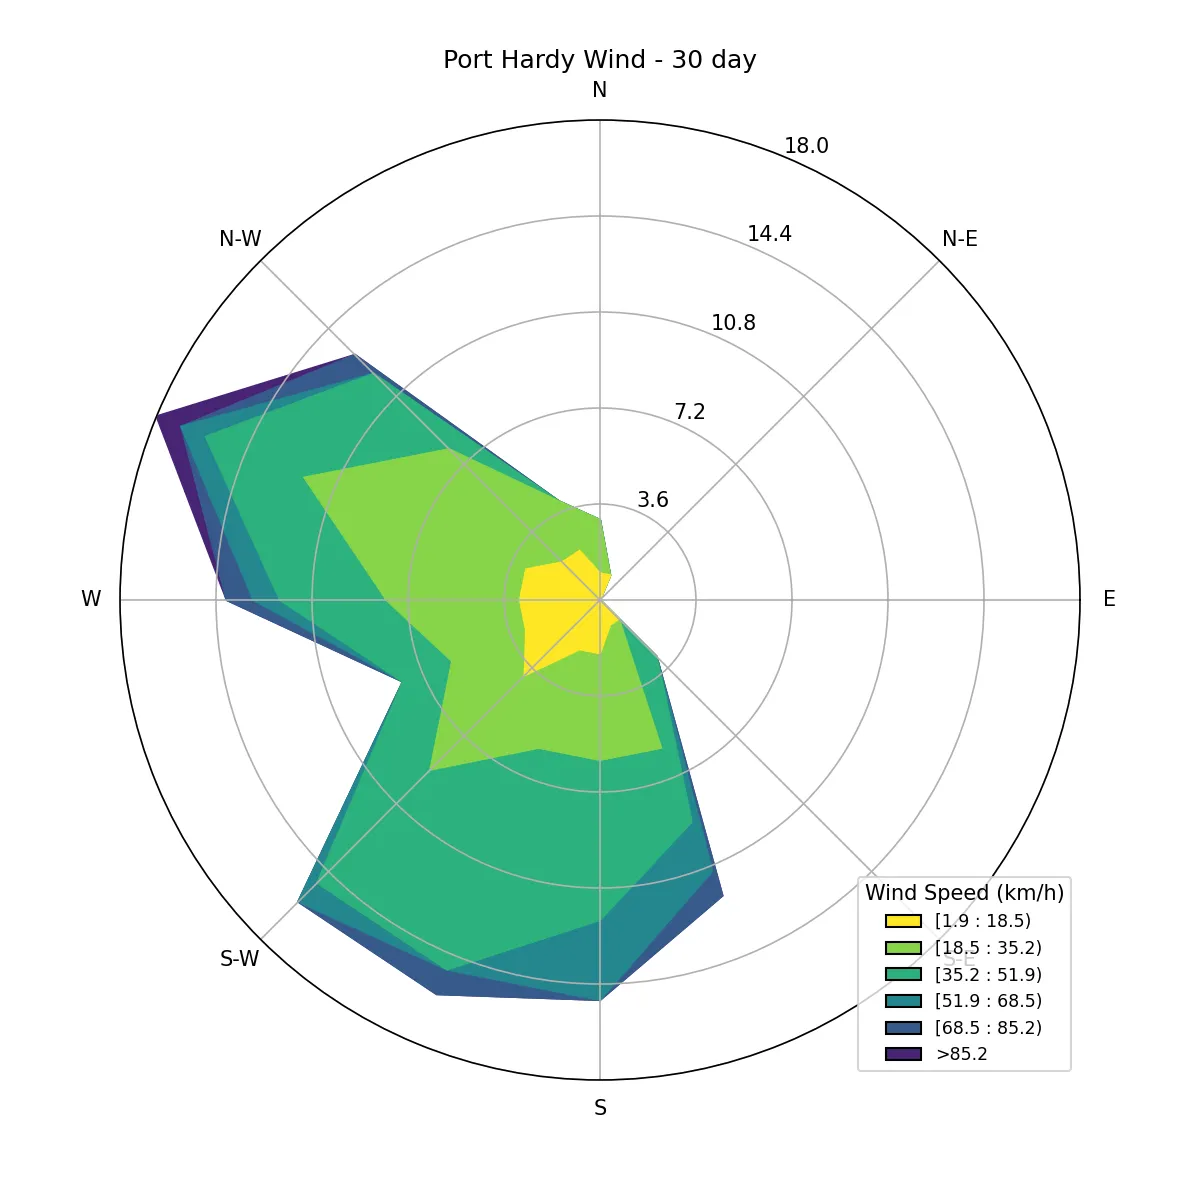 Port Hardy Wind - 30 day
N
18.0
N-W
14.4
N-E
10.8
7.2
3.6
W
E
Wind Speed (km/h)
[1.9 : 18.5)
[18.5 : 35.2)
S-W
S-E
[35.2 : 51.9)
[51.9 : 68.5)
[68.5 : 85.2)
>85.2
S